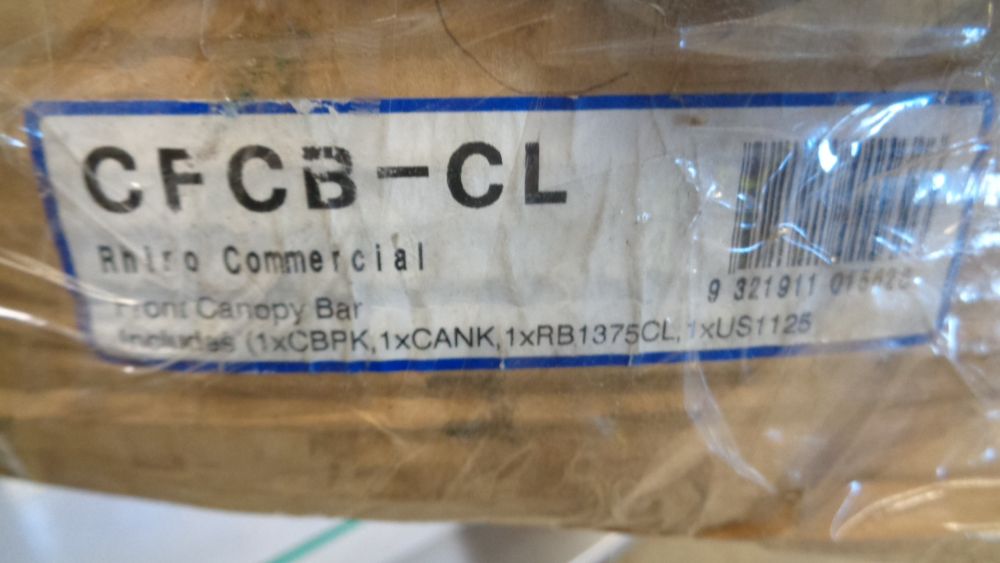 CFCB-CL
Rhino Commercial
Front Canopy Bar
Includes (1xCBPK,1xCANK,1xRB1375CL,1xUS1125
9 321911